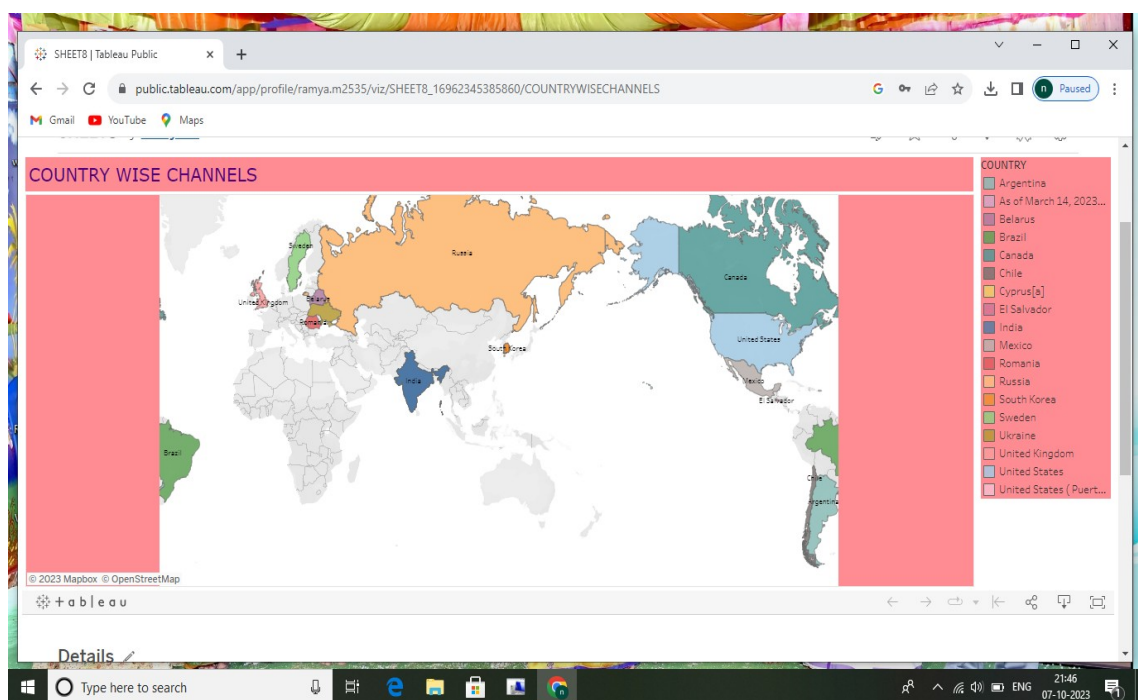 SHEET8 | Tableau Public
public.tableau.com/app/profile/ramya.m2535/viz/SHEET8_16962345385860/COUNTRYWISECHANNELS
n Paused
Gmail YouTube Maps
COUNTRY WISE CHANNELS
Sweden
Russia
United Kingdom
Belarus
Romania
South Korea
India
Brazil
Canada
United States
Mexico
El Salvador
Chile
Argentina
© 2023 Mapbox © OpenStreetMap
COUNTRY
Argentina
As of March 14, 2023...
Belarus
Brazil
Canada
Chile
Cyprus[a]
El Salvador
India
Mexico
Romania
Russia
South Korea
Sweden
Ukraine
United Kingdom
United States
United States ( Puert...
+ a b l e a u
Details
Type here to search
ENG
21:46
07-10-2023